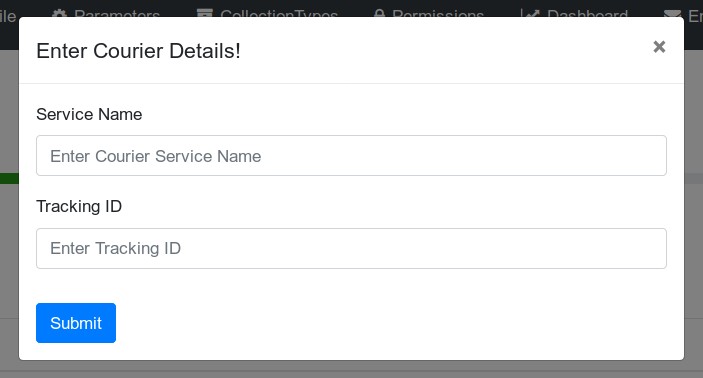 ile Parameters CollectionTypes Permissions Dashboard
Enter Courier Details!
×
Service Name
Enter Courier Service Name
Tracking ID
Enter Tracking ID
Submit